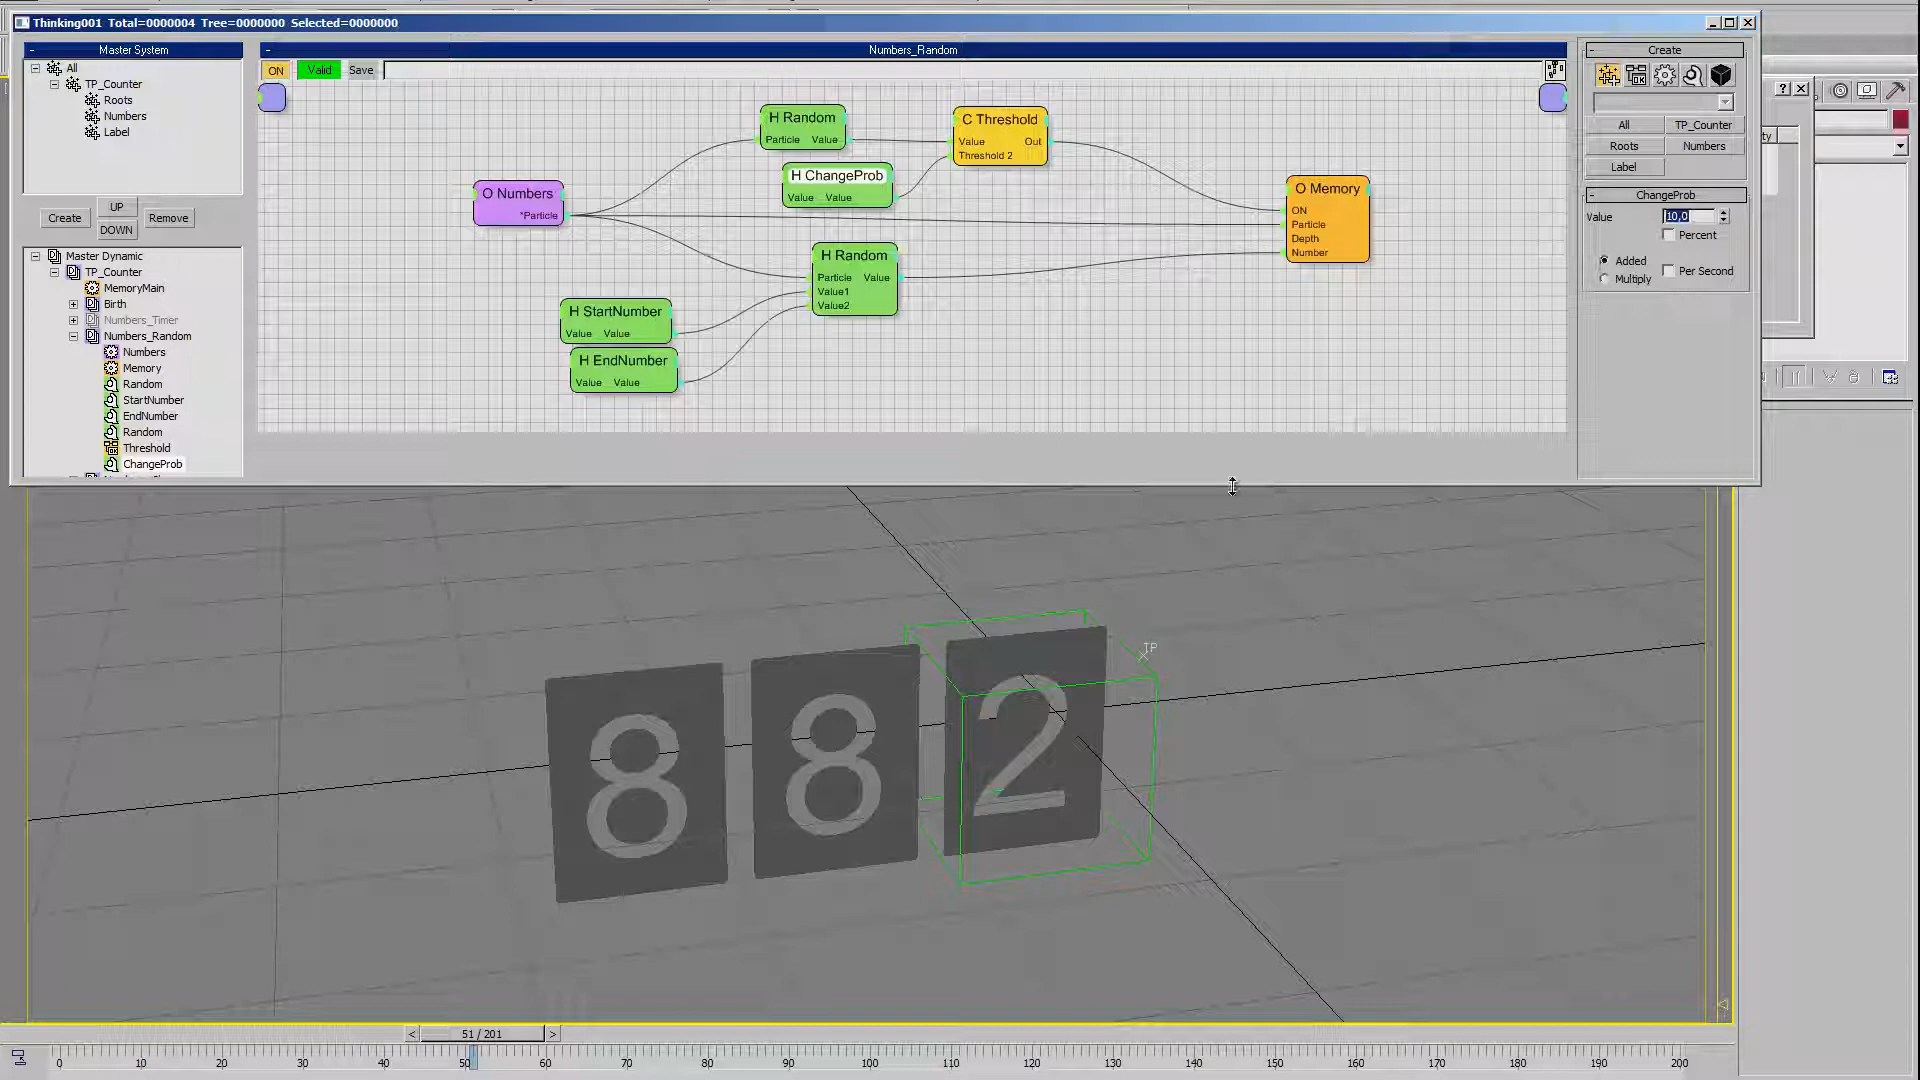 Thinking001 Total=0000004 Tree=0000000 Selected=0000000
Master System
All
TP_Counter
Roots
Numbers
Label
Create
UP
DOWN
Remove
Master Dynamic
TP_Counter
MemoryMain
Birth
Numbers_Timer
Numbers_Random
Numbers
Memory
Random
StartNumber
EndNumber
Random
Threshold
ChangeProb
Numbers_Random
ON Valid Save
H Random
Particle Value
C Threshold
Value Out
Threshold 2
H ChangeProb
Value Value
O Numbers
*Particle
O Memory
ON
Particle
Depth
Number
H Random
Particle Value
Value1
Value2
H StartNumber
Value Value
H EndNumber
Value Value
Create
All TP_Counter
Roots Numbers
Label
ChangeProb
Value 10,0
Percent
Added
Per Second
Multiply
TP
8 8 2
< 51 / 201 >
0 10 20 30 40 50 60 70 80 90 100 110 120 130 140 150 160 170 180 190 200